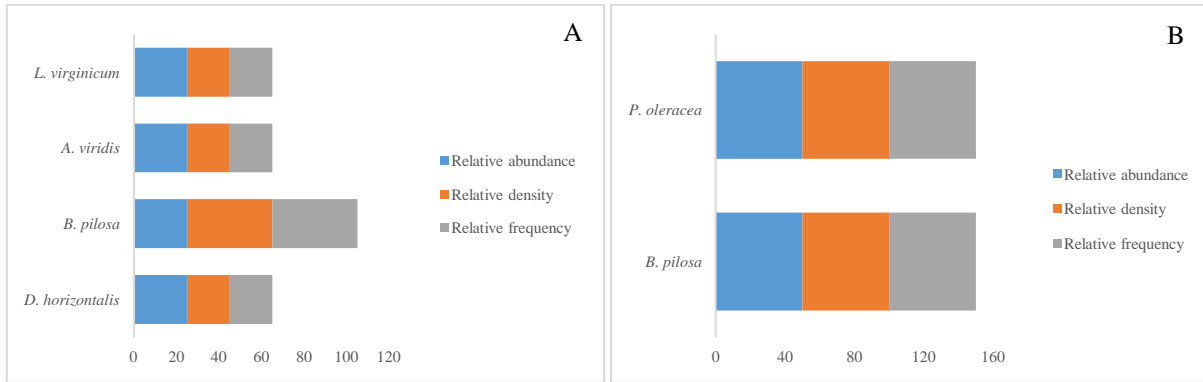 A
L. virginicum
A. viridis
B. pilosa
D. horizontalis
Relative abundance
Relative density
Relative frequency
0 20 40 60 80 100 120
B
P. oleracea
B. pilosa
Relative abundance
Relative density
Relative frequency
0 40 80 120 160